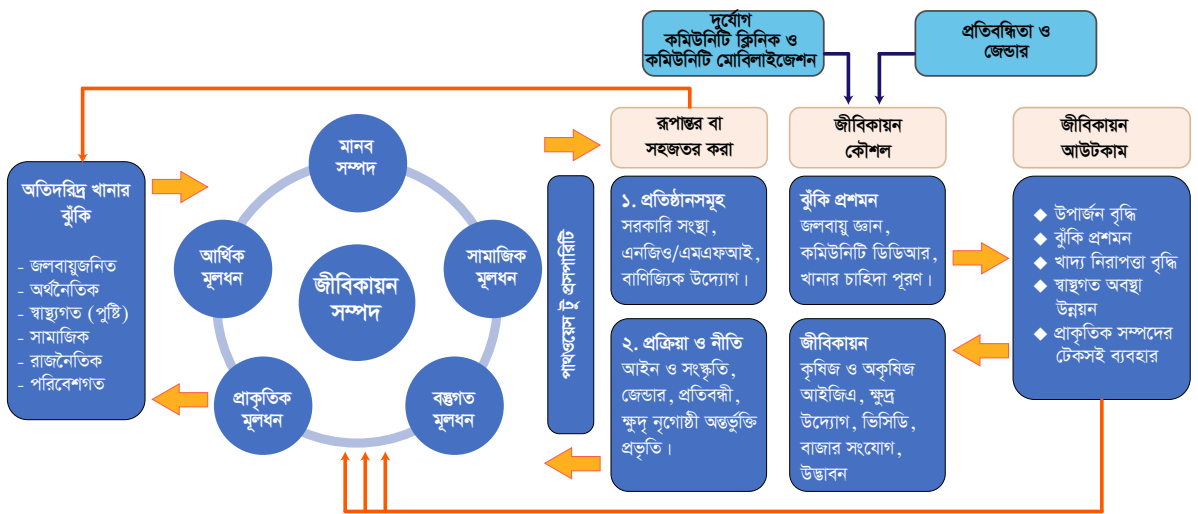 দুর্যোগ
কমিউনিটি ক্লিনিক ও
কমিউনিটি মোবিলাইজেশন
প্রতিবন্ধিতা ও
জেন্ডার
অতিদরিদ্র খানার
ঝুঁকি
- জলবায়ুজনিত
- অর্থনৈতিক
- স্বাস্থ্যগত (পুষ্টি)
- সামাজিক
- রাজনৈতিক
- পরিবেশগত
মানব
সম্পদ
আর্থিক
মূলধন
সামাজিক
মূলধন
জীবিকায়ন
সম্পদ
প্রাকৃতিক
মূলধন
বস্তুগত
মূলধন
পাথওয়েস টু প্রসপারিটি
রূপান্তর বা
সহজতর করা
১. প্রতিষ্ঠানসমূহ
সরকারি সংস্থা,
এনজিও/এমএফআই,
বাণিজ্যিক উদ্যোগ।
২. প্রক্রিয়া ও নীতি
আইন ও সংস্কৃতি,
জেন্ডার, প্রতিবন্ধী,
ক্ষুদৃ নৃগোষ্ঠী অন্তর্ভুক্তি
প্রভৃতি।
জীবিকায়ন
কৌশল
ঝুঁকি প্রশমন
জলবায়ু জ্ঞান,
কমিউনিটি ডিডিআর,
খানার চাহিদা পূরণ।
জীবিকায়ন
কৃষিজ ও অকৃষিজ
আইজিএ, ক্ষুদ্র
উদ্যোগ, ভিসিডি,
বাজার সংযোগ,
উদ্ভাবন
জীবিকায়ন
আউটকাম
◆ উপার্জন বৃদ্ধি
◆ ঝুঁকি প্রশমন
◆ খাদ্য নিরাপত্তা বৃদ্ধি
◆ স্বাস্থগত অবস্থা
উন্নয়ন
◆ প্রাকৃতিক সম্পদের
টেকসই ব্যবহার